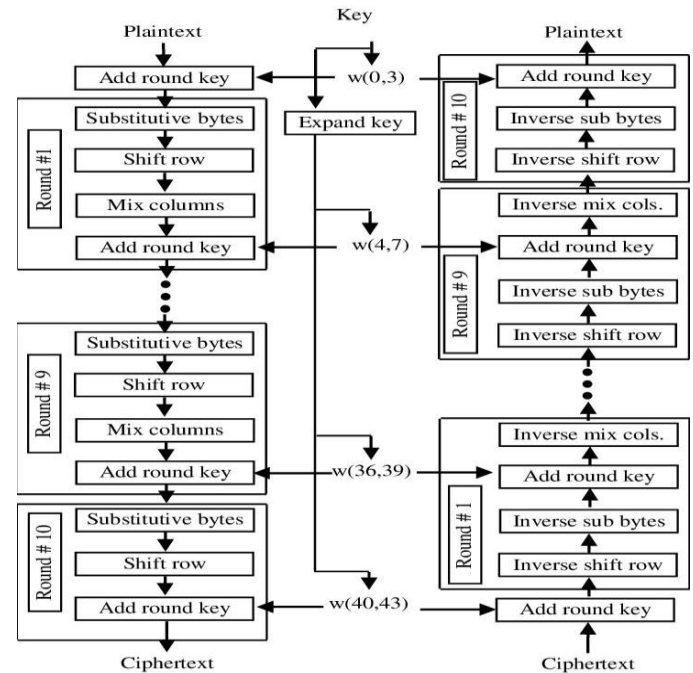 Key
Plaintext
Add round key
Round #1
Substitutive bytes
Shift row
Mix columns
Add round key
Round # 9
Substitutive bytes
Shift row
Mix columns
Add round key
Round # 10
Substitutive bytes
Shift row
Add round key
Ciphertext
w(0,3)
Expand key
w(4,7)
w(36,39)
w(40,43)
Plaintext
Round # 10
Add round key
Inverse sub bytes
Inverse shift row
Round # 9
Inverse mix cols.
Add round key
Inverse sub bytes
Inverse shift row
Round # 1
Inverse mix cols.
Add round key
Inverse sub bytes
Inverse shift row
Add round key
Ciphertext